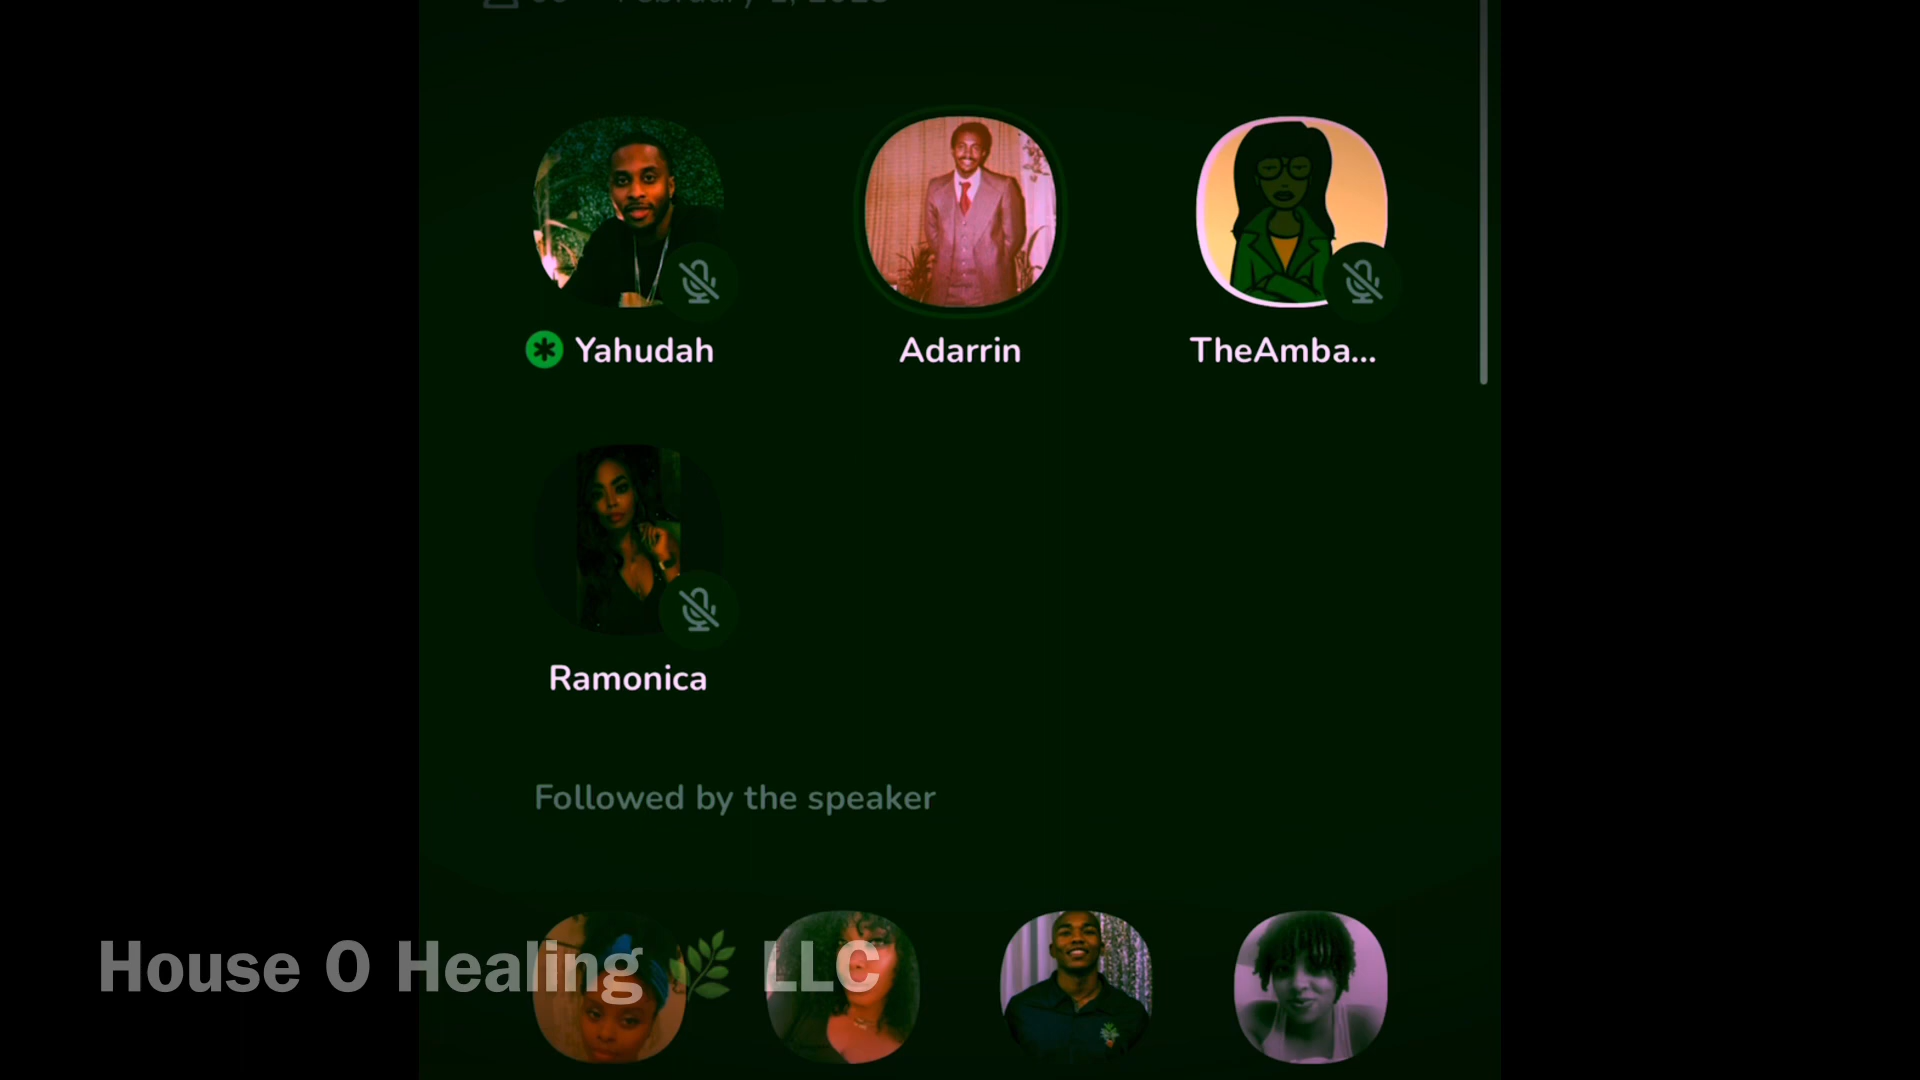 Yahudah
Adarrin
TheAmba...
Ramonica
Followed by the speaker
House O Healing 🌿 LLC